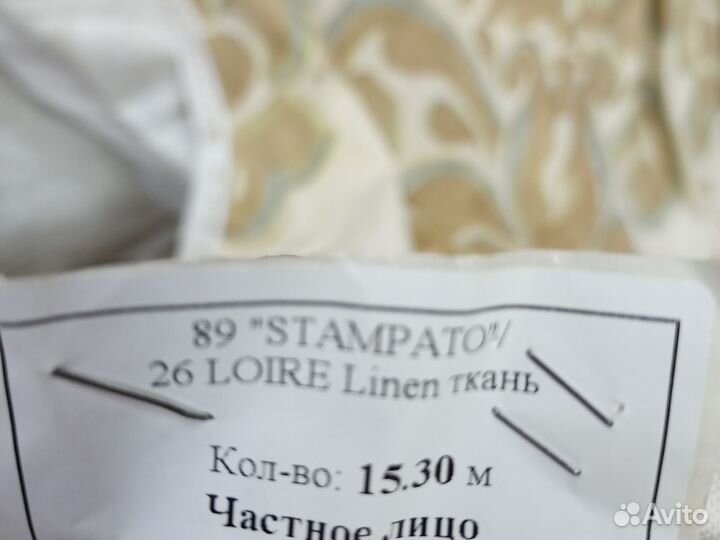 89 "STAMPATO"/
26 LOIRE Linen ткань
Кол-во: 15.30 м
Частное лицо
Avito